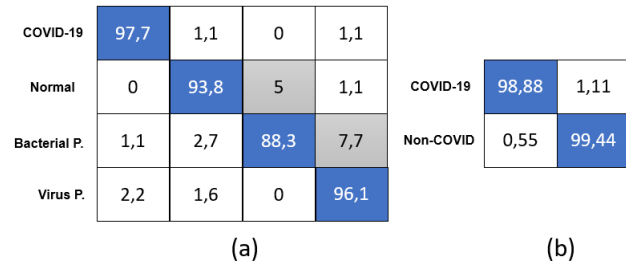 COVID-19 97,7 1,1 0 1,1
Normal 0 93,8 5 1,1
Bacterial P. 1,1 2,7 88,3 7,7
Virus P. 2,2 1,6 0 96,1
(a)
COVID-19 98,88 1,11
Non-COVID 0,55 99,44
(b)